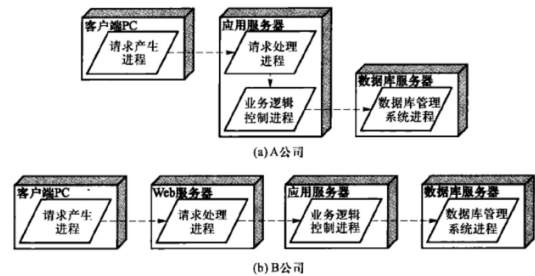 客户端PC
请求产生
进程
应用服务器
请求处理
进程
业务逻辑
控制进程
数据库服务器
数据库管理
系统进程
(a)A公司
客户端PC
请求产生
进程
Web服务器
请求处理
进程
应用服务器
业务逻辑
控制进程
数据库服务器
数据库管理
系统进程
(b)B公司